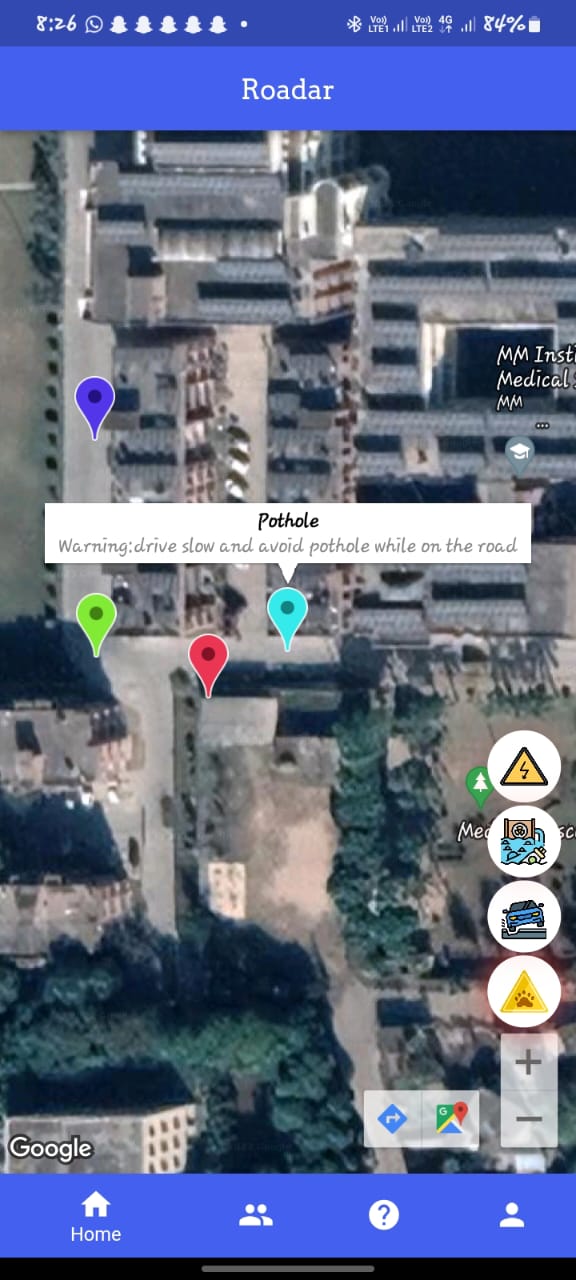 8:26 Vo) LTE1 Vo) LTE2 4G 84%
Roadar
MM Insti
Medical
MM
...
Pothole
Warning:drive slow and avoid pothole while on the road
Med
sc
+
−
G
Google
?
Home